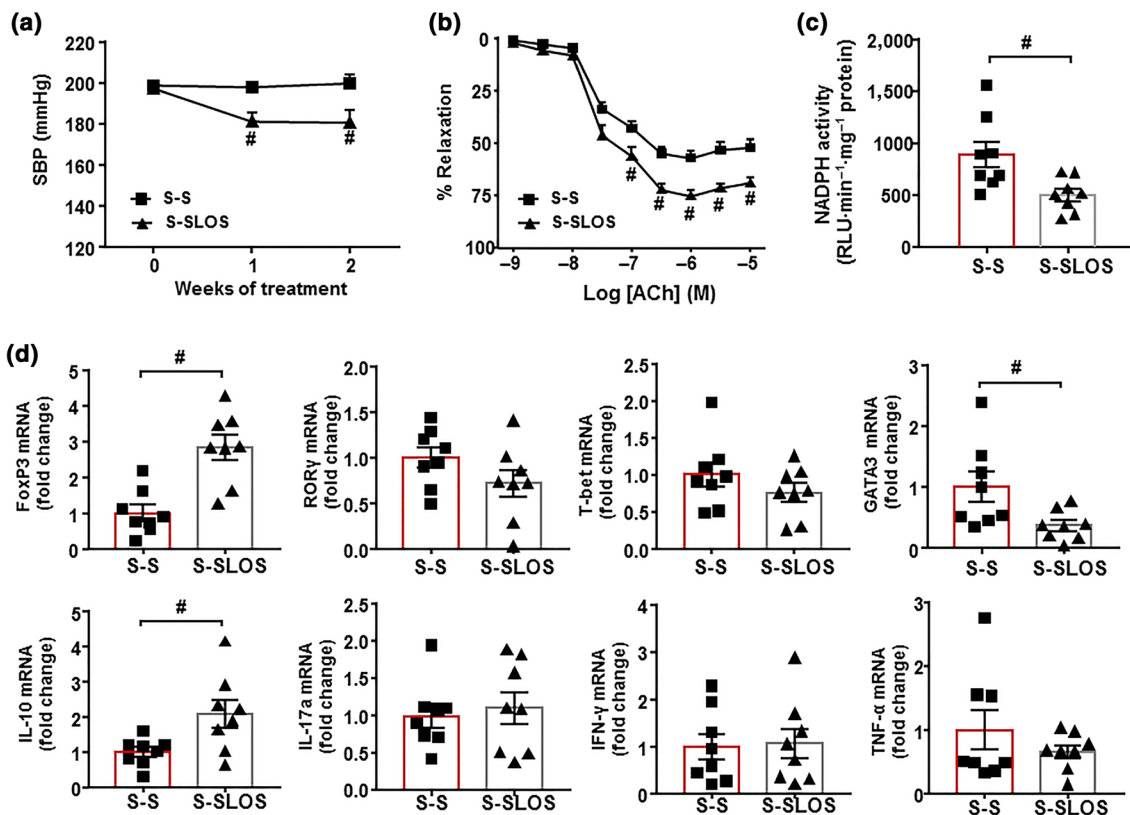 (a)
220
200
180
160
140
120
SBP (mmHg)
#
#
S-S
S-SLOS
0
1
2
Weeks of treatment
(b)
0
25
50
75
100
% Relaxation
#
#
#
#
#
S-S
S-SLOS
–9
–8
–7
–6
–5
Log [ACh] (M)
(c)
2,000
1,500
1,000
500
0
NADPH activity
(RLU·min⁻¹·mg⁻¹ protein)
#
S-S
S-SLOS
(d)
FoxP3 mRNA
(fold change)
5
4
3
2
1
0
#
S-S
S-SLOS
RORγ mRNA
(fold change)
2.0
1.5
1.0
0.5
0.0
S-S
S-SLOS
T-bet mRNA
(fold change)
2.5
2.0
1.5
1.0
0.5
0.0
S-S
S-SLOS
GATA3 mRNA
(fold change)
3
2
1
0
#
S-S
S-SLOS
IL-10 mRNA
(fold change)
5
4
3
2
1
0
#
S-S
S-SLOS
IL-17a mRNA
(fold change)
2.5
2.0
1.5
1.0
0.5
0.0
S-S
S-SLOS
IFN-γ mRNA
(fold change)
4
3
2
1
0
S-S
S-SLOS
TNF-α mRNA
(fold change)
3
2
1
0
S-S
S-SLOS